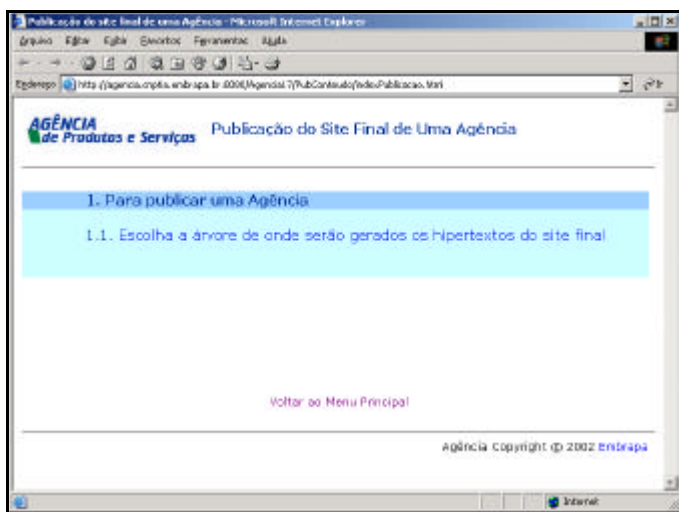 Publicação do site final de uma Agência - Microsoft Internet Explorer
Arquivo Editar Exibir Favoritos Ferramentas Ajuda
Endereço
AGÊNCIA
de Produtos e Serviços
Publicação do Site Final de Uma Agência
1. Para publicar uma Agência
1.1. Escolha a árvore de onde serão gerados os hipertextos do site final
Voltar ao Menu Principal
Agência Copyright © 2002 Embrapa
Internet